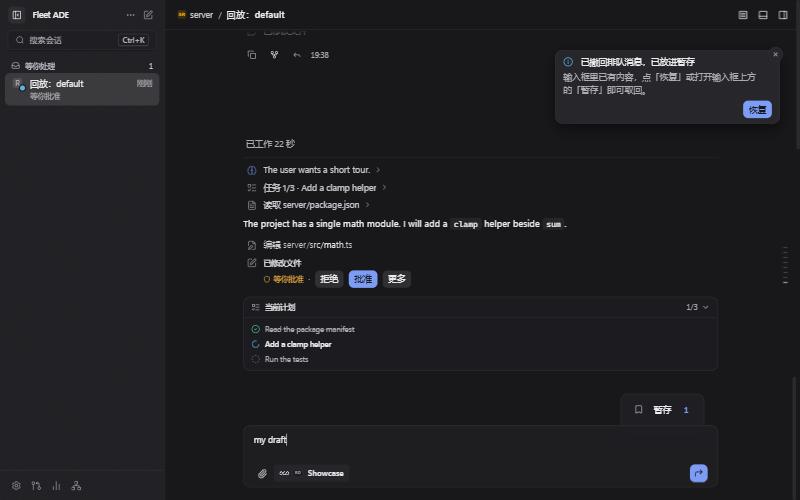 Fleet ADE
搜索会话
Ctrl+K
等你处理
1
回放：default
刚刚
等你批准
server / 回放：default
19:38
已撤回排队消息，已放进暂存
输入框里已有内容，点「恢复」或打开输入框上方
的「暂存」即可取回。
恢复
已工作 22 秒
The user wants a short tour.
任务 1/3 · Add a clamp helper
读取 server/package.json
The project has a single math module. I will add a clamp helper beside sum.
编辑 server/src/math.ts
已修改文件
等你批准 ·
拒绝
批准
更多
当前计划
1/3
Read the package manifest
Add a clamp helper
Run the tests
暂存 1
my draft
Showcase